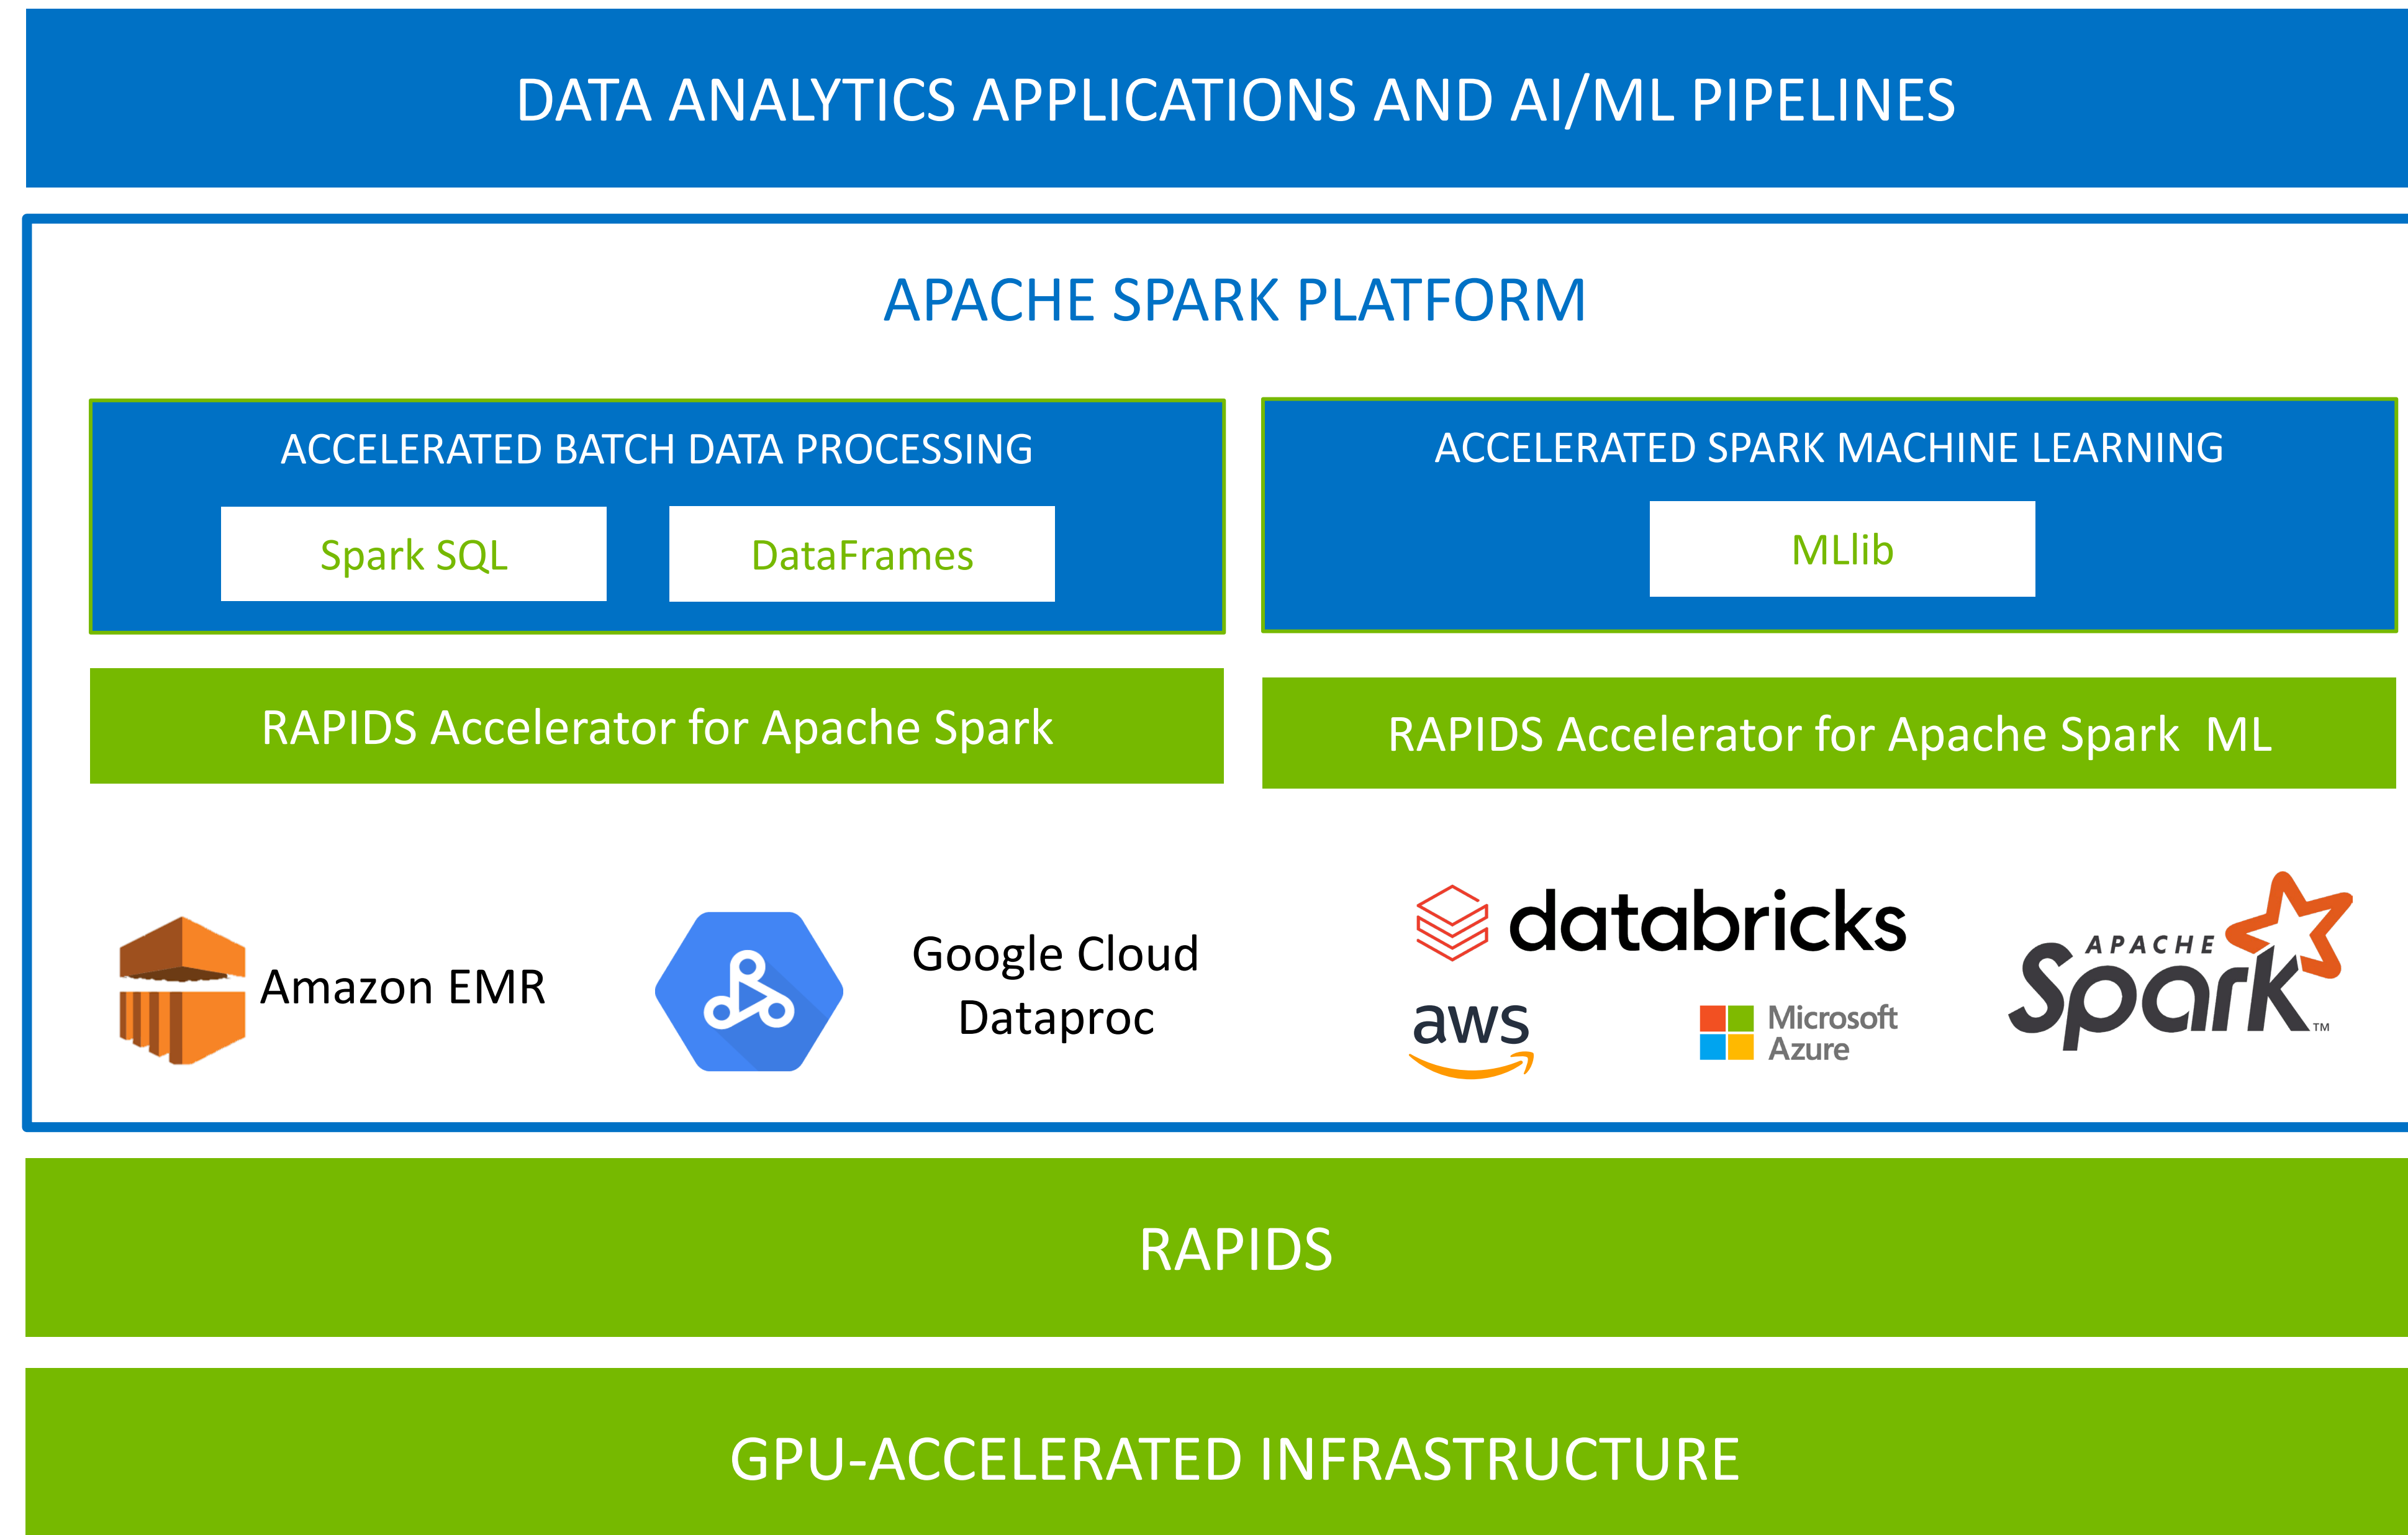 DATA ANALYTICS APPLICATIONS AND AI/ML PIPELINES
APACHE SPARK PLATFORM
ACCELERATED BATCH DATA PROCESSING
Spark SQL
DataFrames
ACCELERATED SPARK MACHINE LEARNING
MLlib
RAPIDS Accelerator for Apache Spark
RAPIDS Accelerator for Apache Spark  ML
Amazon EMR
Google Cloud
Dataproc
databricks
aws
Microsoft
Azure
APACHE
Spark™
RAPIDS
GPU-ACCELERATED INFRASTRUCTURE